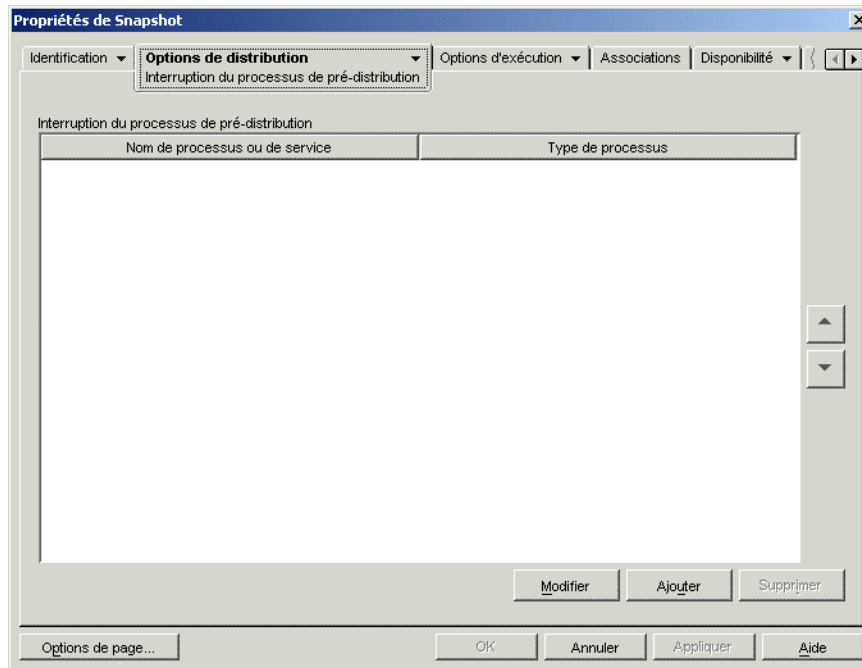 Propriétés de Snapshot
Identification
Options de distribution
Options d'exécution
Associations
Disponibilité
Interruption du processus de pré-distribution
Interruption du processus de pré-distribution
Nom de processus ou de service
Type de processus
Modifier
Ajouter
Supprimer
Options de page...
OK
Annuler
Appliquer
Aide